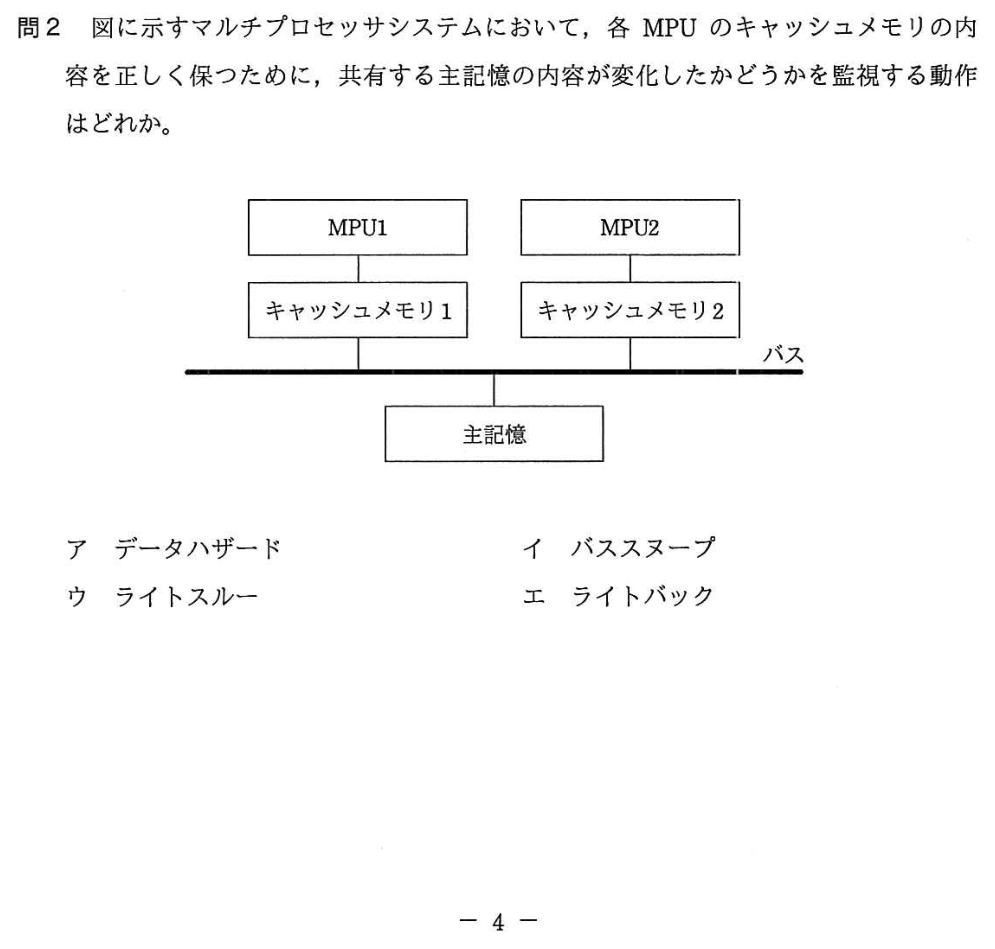 問2 図に示すマルチプロセッサシステムにおいて，各 MPU のキャッシュメモリの内
容を正しく保つために，共有する主記憶の内容が変化したかどうかを監視する動作
はどれか。
MPU1 MPU2
キャッシュメモリ1 キャッシュメモリ2
バス
主記憶
ア データハザード イ バススヌープ
ウ ライトスルー エ ライトバック
－ 4 －